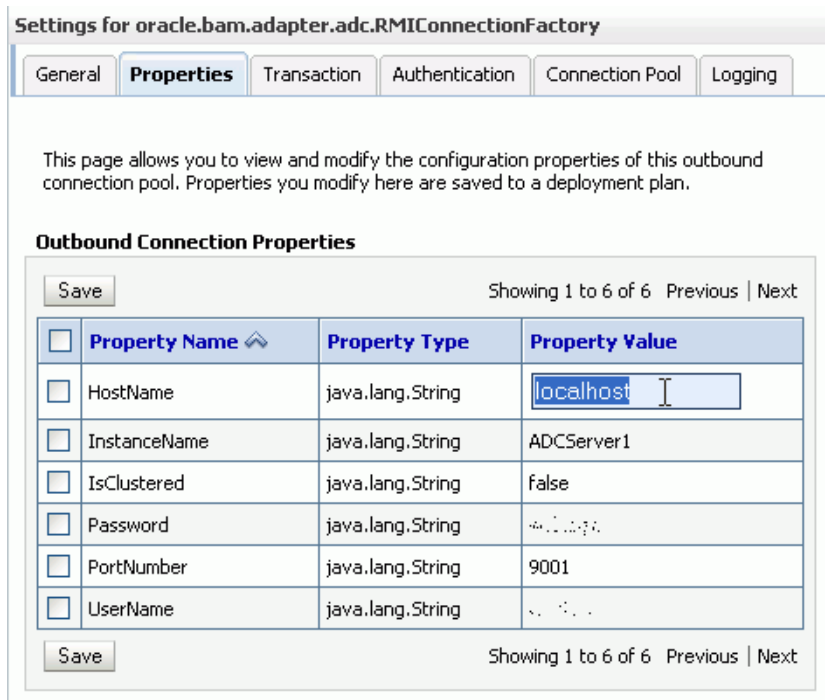 Settings for oracle.bam.adapter.adc.RMIConnectionFactory
General Properties Transaction Authentication Connection Pool Logging
This page allows you to view and modify the configuration properties of this outbound
connection pool. Properties you modify here are saved to a deployment plan.
Outbound Connection Properties
Save Showing 1 to 6 of 6 Previous | Next
Property Name Property Type Property Value
HostName java.lang.String localhost
InstanceName java.lang.String ADCServer1
IsClustered java.lang.String false
Password java.lang.String
PortNumber java.lang.String 9001
UserName java.lang.String
Save Showing 1 to 6 of 6 Previous | Next